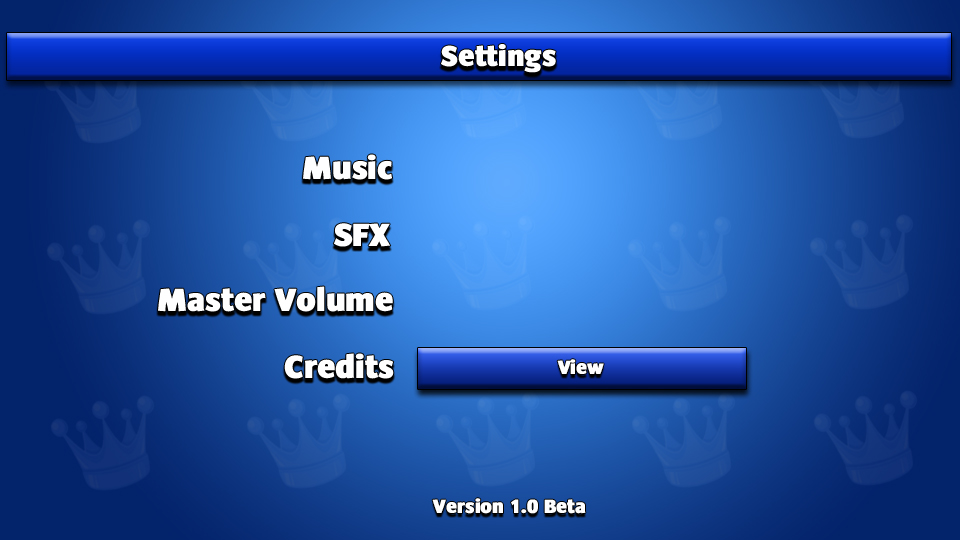 Settings
Music
SFX
Master Volume
Credits View
Version 1.0 Beta